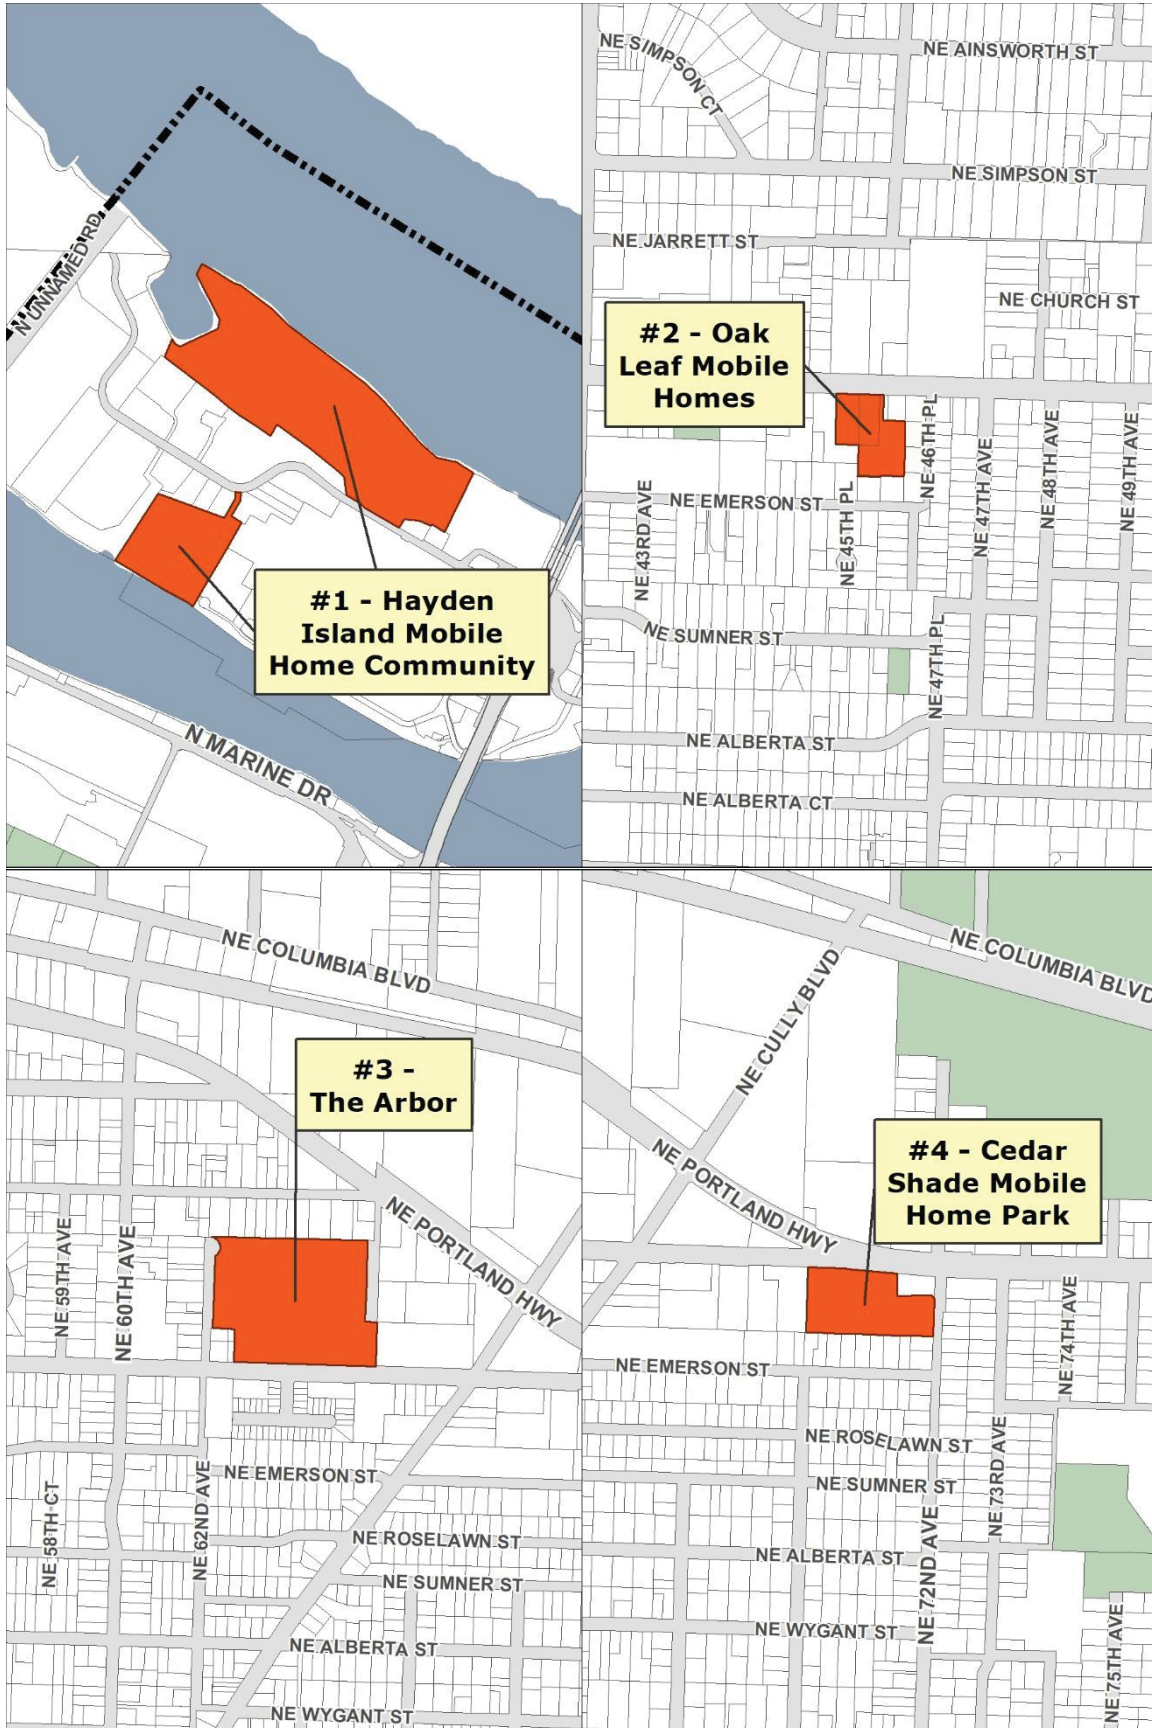 N UNNAMED RD
#1 - Hayden
Island Mobile
Home Community
N MARINE DR
NE SIMPSON CT
NE AINSWORTH ST
NE SIMPSON ST
NE JARRETT ST
NE CHURCH ST
#2 - Oak
Leaf Mobile
Homes
NE 46TH PL
NE 47TH AVE
NE 48TH AVE
NE 49TH AVE
NE EMERSON ST
NE 43RD AVE
NE 45TH PL
NE SUMNER ST
NE 47TH PL
NE ALBERTA ST
NE ALBERTA CT
NE COLUMBIA BLVD
#3 -
The Arbor
NE PORTLAND HWY
NE 59TH AVE
NE 60TH AVE
NE EMERSON ST
NE 58TH CT
NE 62ND AVE
NE ROSELAWN ST
NE SUMNER ST
NE ALBERTA ST
NE WYGANT ST
NE COLUMBIA BLVD
NE CULLY BLVD
#4 - Cedar
Shade Mobile
Home Park
NE PORTLAND HWY
NE 74TH AVE
NE EMERSON ST
NE ROSELAWN ST
NE SUMNER ST
NE 73RD AVE
NE ALBERTA ST
NE 72ND AVE
NE WYGANT ST
NE 75TH AVE